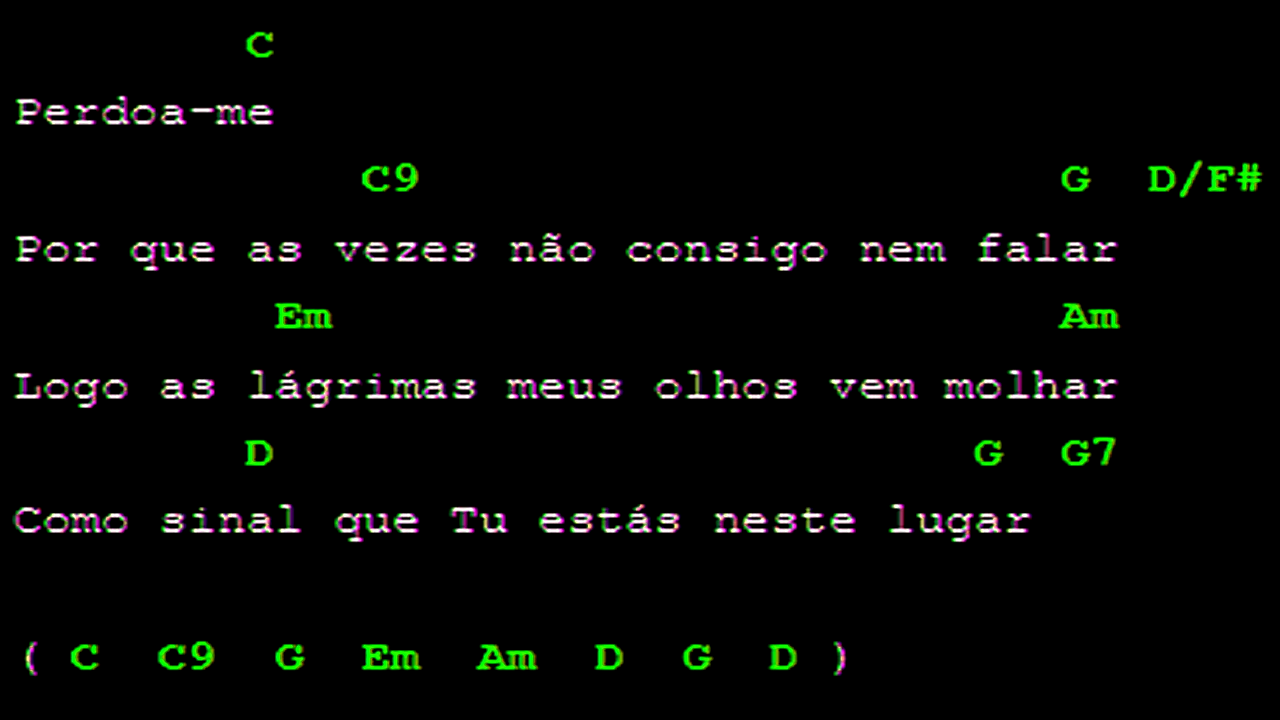 C
Perdoa-me
C9 G D/F#
Por que as vezes não consigo nem falar
Em Am
Logo as lágrimas meus olhos vem molhar
D G G7
Como sinal que Tu estás neste lugar
( C C9 G Em Am D G D )